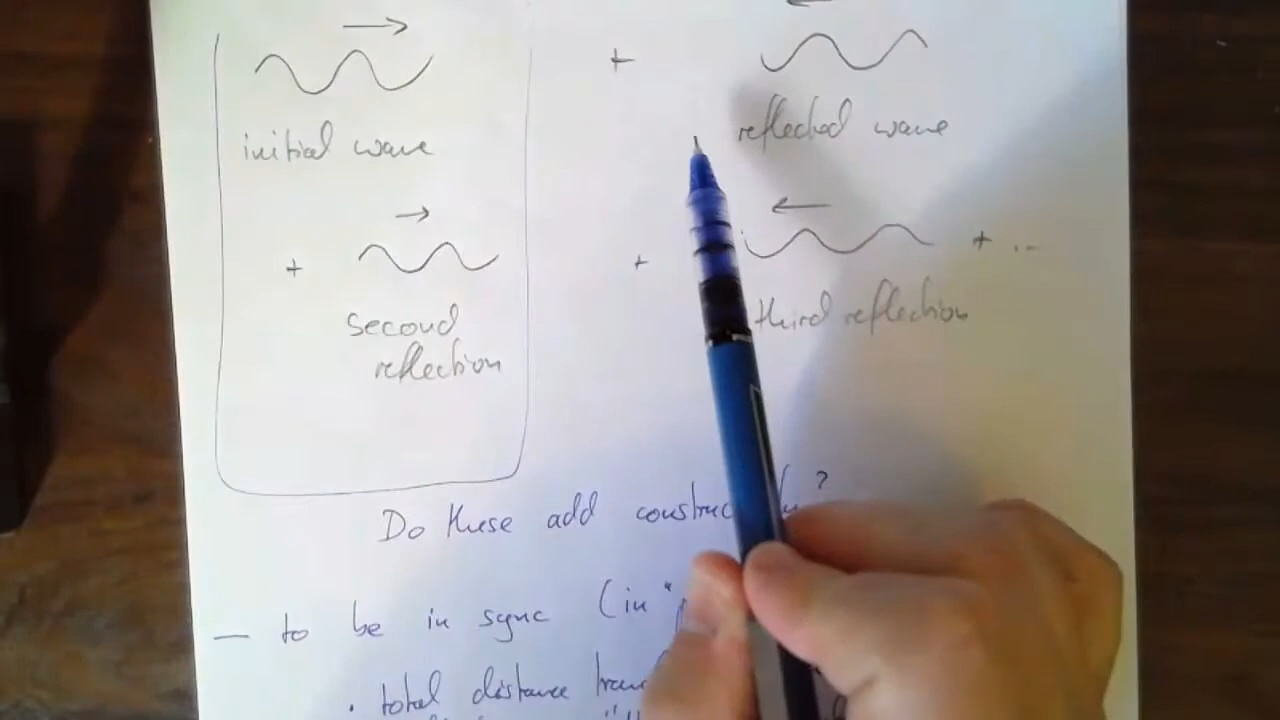 +
initial wave
reflected wave
+
+
+ ..
second
reflection
third reflection
Do these add ?
— to be in sync (in "
• total distance